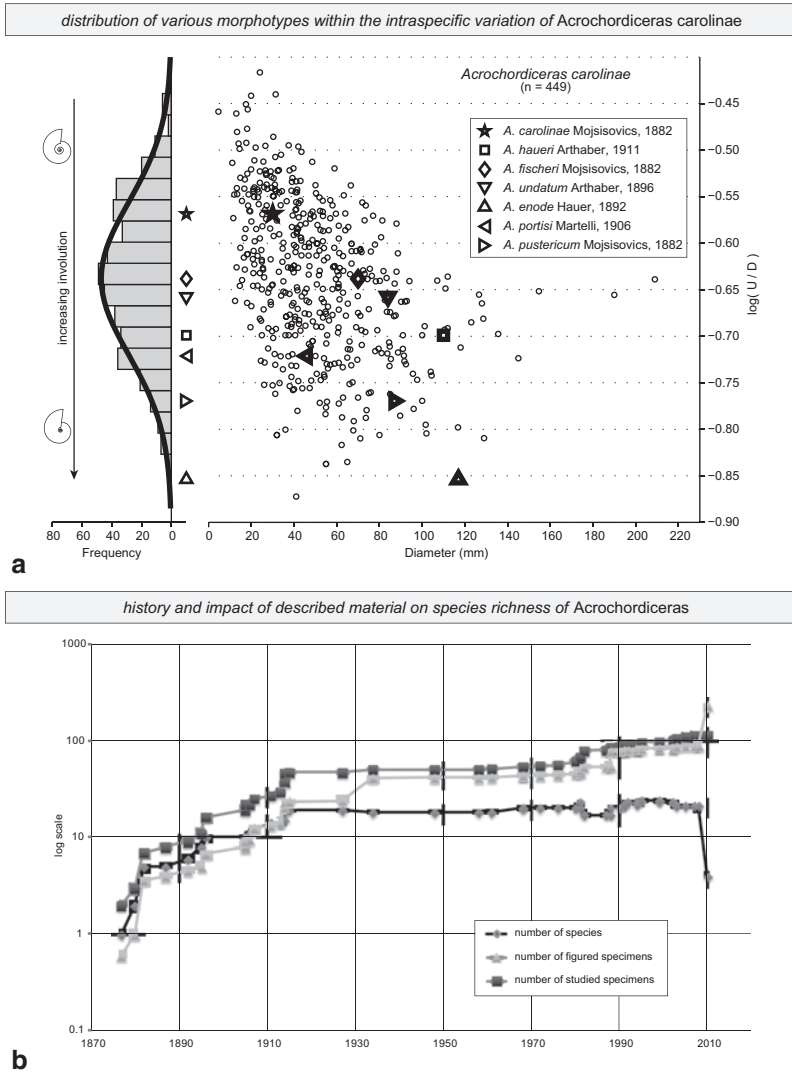 distribution of various morphotypes within the intraspecific variation of Acrochordiceras carolinae
Acrochordiceras carolinae
(n = 449)
A. carolinae Mojsisovics, 1882
A. haueri Arthaber, 1911
A. fischeri Mojsisovics, 1882
A. undatum Arthaber, 1896
A. enode Hauer, 1892
A. portisi Martelli, 1906
A. pustericum Mojsisovics, 1882
increasing involution
−0.45
−0.50
−0.55
−0.60
−0.65
−0.70
−0.75
−0.80
−0.85
−0.90
log( U / D )
80 60 40 20 0
Frequency
0 20 40 60 80 100 120 140 160 180 200 220
Diameter (mm)
a
history and impact of described material on species richness of Acrochordiceras
1000
100
10
1
0.1
log scale
number of species
number of figured specimens
number of studied specimens
1870 1890 1910 1930 1950 1970 1990 2010
b